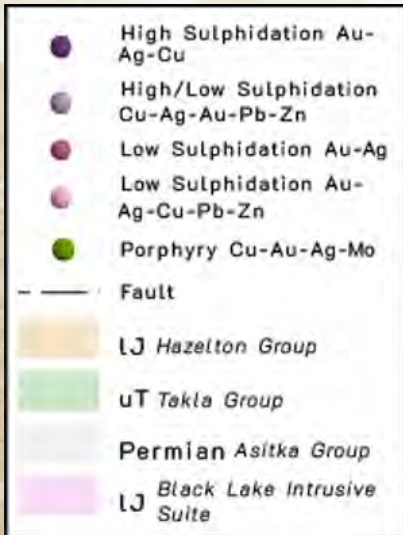 High Sulphidation Au-
Ag-Cu
High/Low Sulphidation
Cu-Ag-Au-Pb-Zn
Low Sulphidation Au-Ag
Low Sulphidation Au-
Ag-Cu-Pb-Zn
Porphyry Cu-Au-Ag-Mo
Fault
lJ Hazelton Group
uT Takla Group
Permian Asitka Group
lJ Black Lake Intrusive
Suite